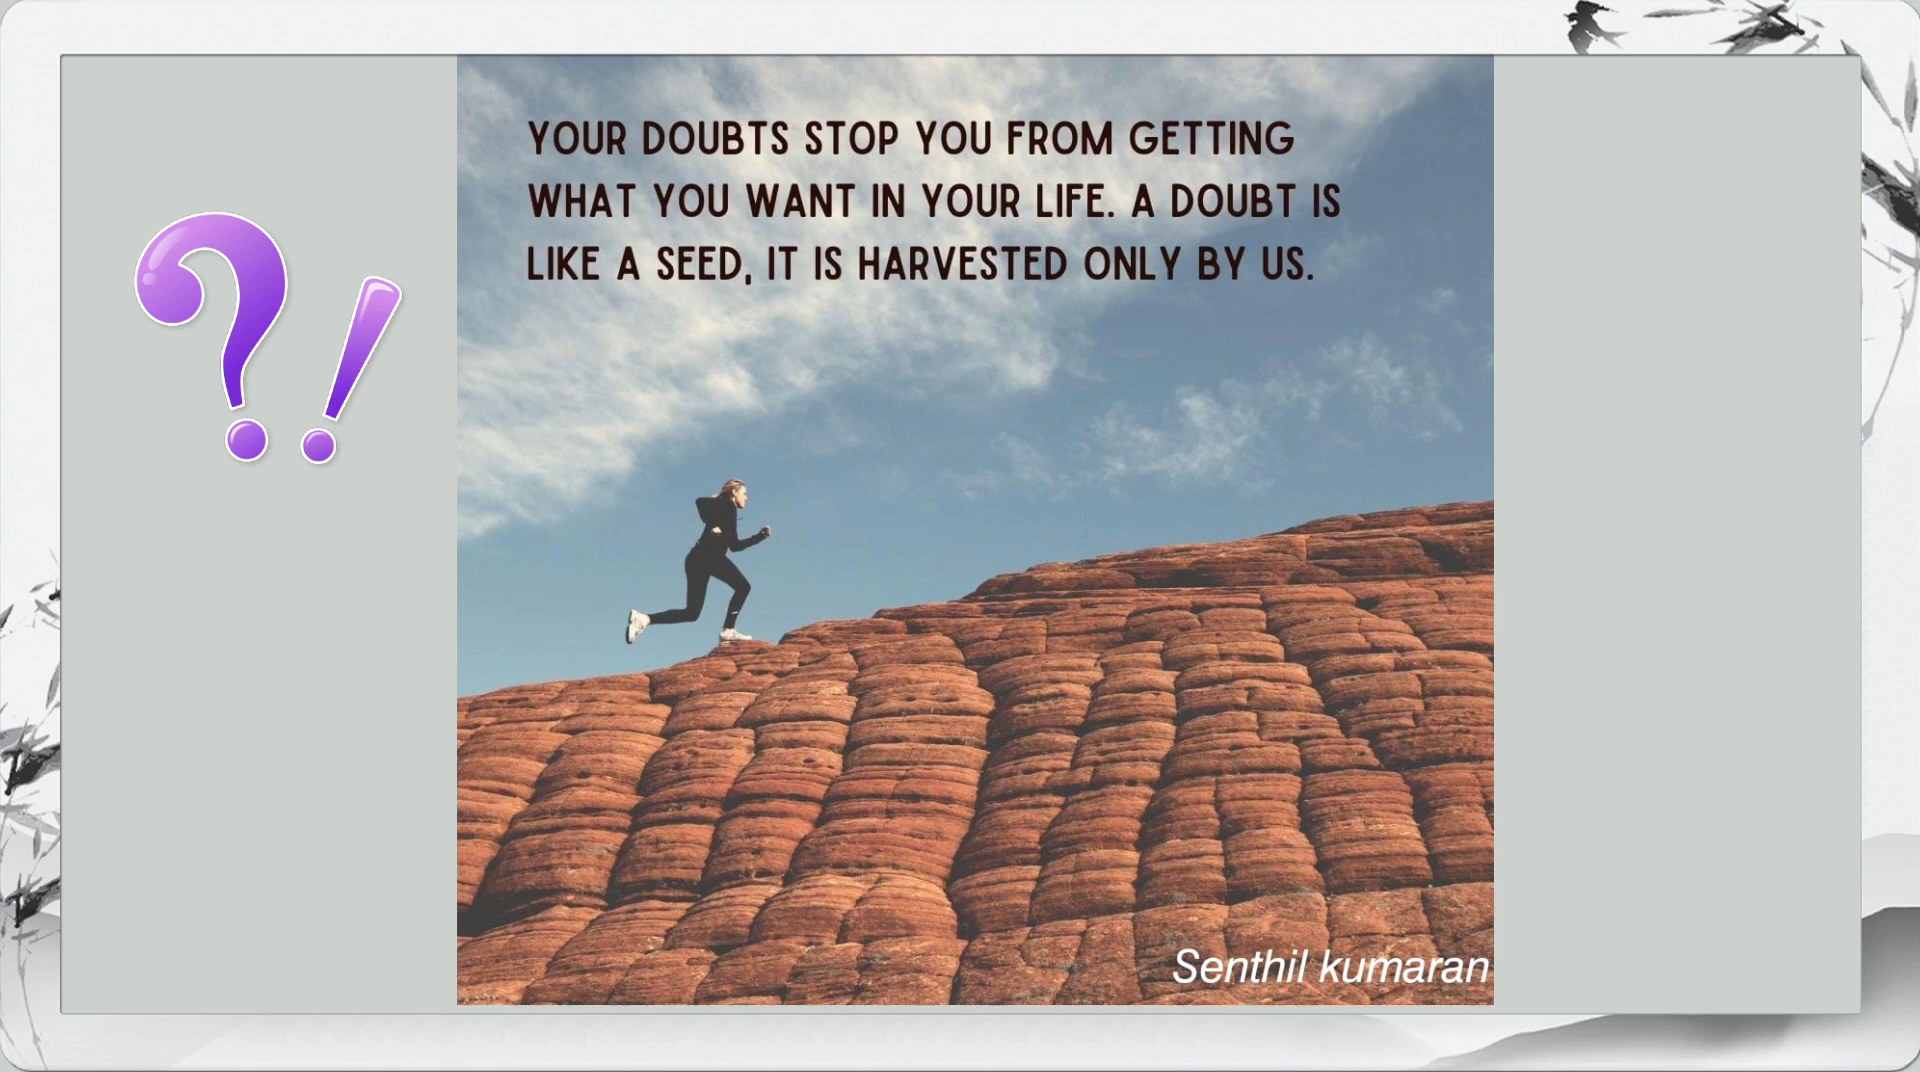 YOUR DOUBTS STOP YOU FROM GETTING
WHAT YOU WANT IN YOUR LIFE. A DOUBT IS
LIKE A SEED, IT IS HARVESTED ONLY BY US.
?!
Senthil kumaran